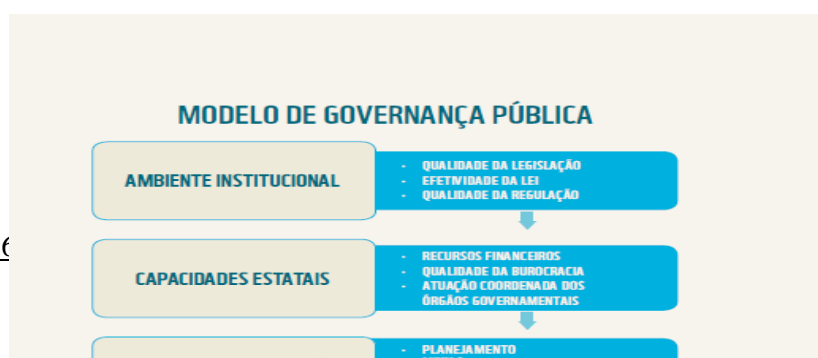 MODELO DE GOVERNANÇA PÚBLICA
AMBIENTE INSTITUCIONAL
- QUALIDADE DA LEGISLAÇÃO
- EFETIVIDADE DA LEI
- QUALIDADE DA REGULAÇÃO
6
CAPACIDADES ESTATAIS
- RECURSOS FINANCEIROS
- QUALIDADE DA BUROCRACIA
- ATUAÇÃO COORDENADA DOS
ÓRGÃOS GOVERNAMENTAIS
- PLANEJAMENTO